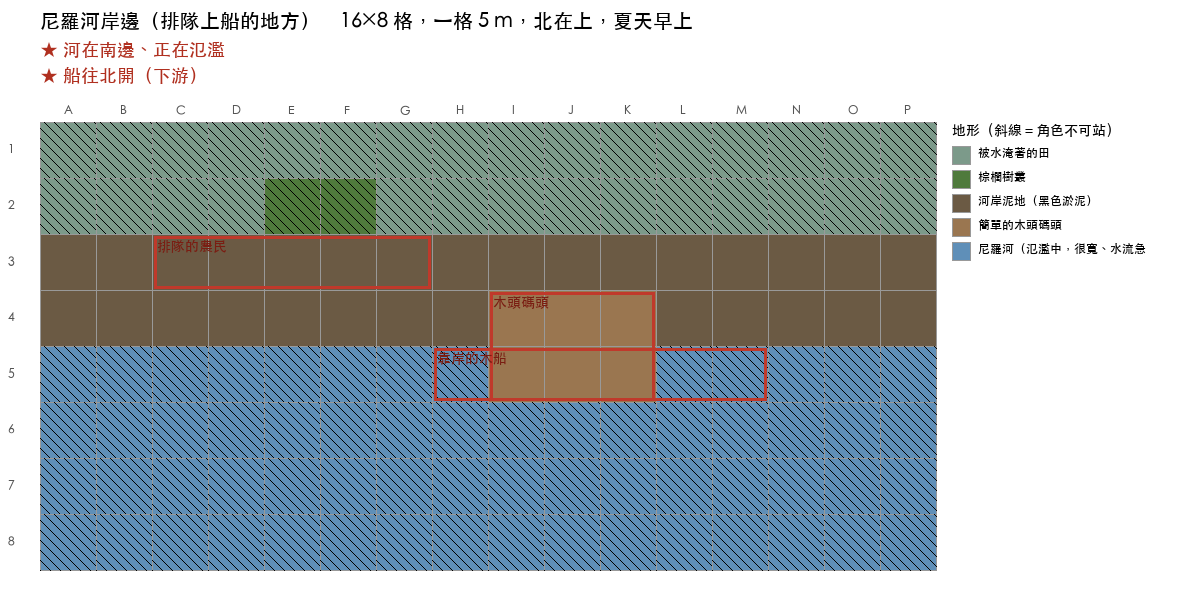 尼羅河岸邊（排隊上船的地方）　16×8 格，一格 5 m，北在上，夏天早上
★ 河在南邊、正在氾濫
★ 船往北開（下游）
A B C D E F G H I J K L M N O P
地形（斜線＝角色不可站）
被水淹著的田
棕櫚樹叢
河岸泥地（黑色淤泥）
簡單的木頭碼頭
尼羅河（氾濫中，很寬、水流急
1
2
3
排隊的農民
4
木頭碼頭
5
靠岸的木船
6
7
8